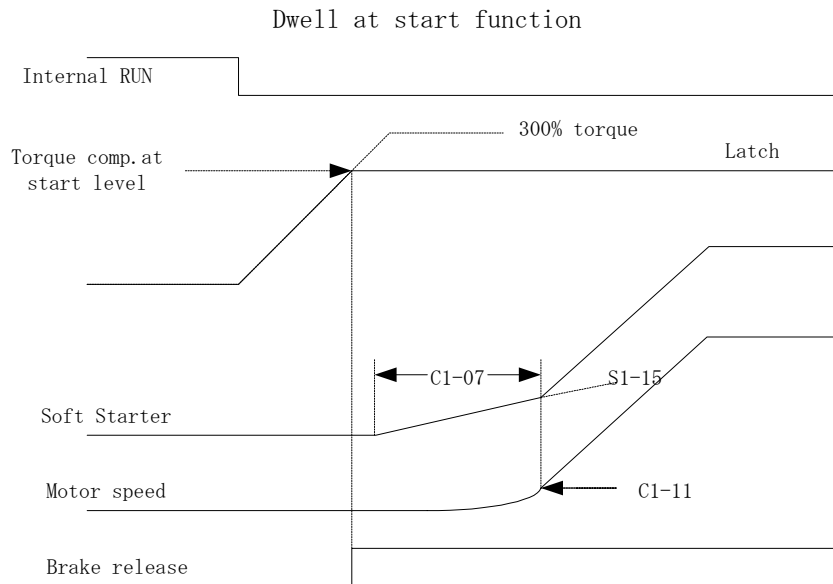 Dwell at start function
Internal RUN
300% torque
Torque comp.at
start level
Latch
C1-07
S1-15
Soft Starter
Motor speed
C1-11
Brake release